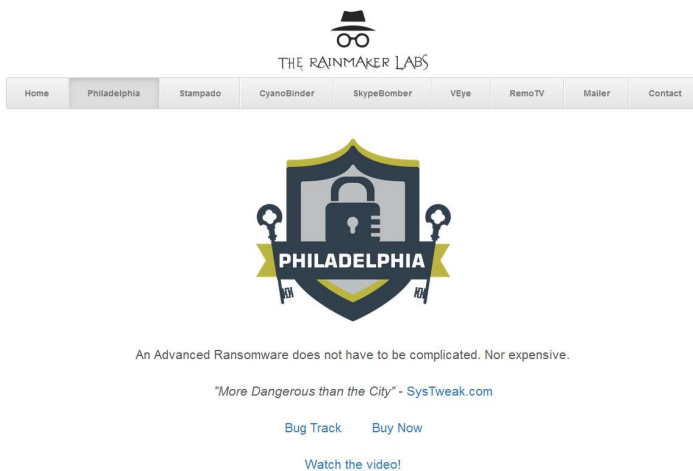 THE RAINMAKER LABS
Home Philadelphia Stampado CyanoBinder SkypeBomber VEye RemoTV Mailer Contact
PHILADELPHIA
An Advanced Ransomware does not have to be complicated. Nor expensive.
"More Dangerous than the City" - SysTweak.com
Bug Track Buy Now
Watch the video!